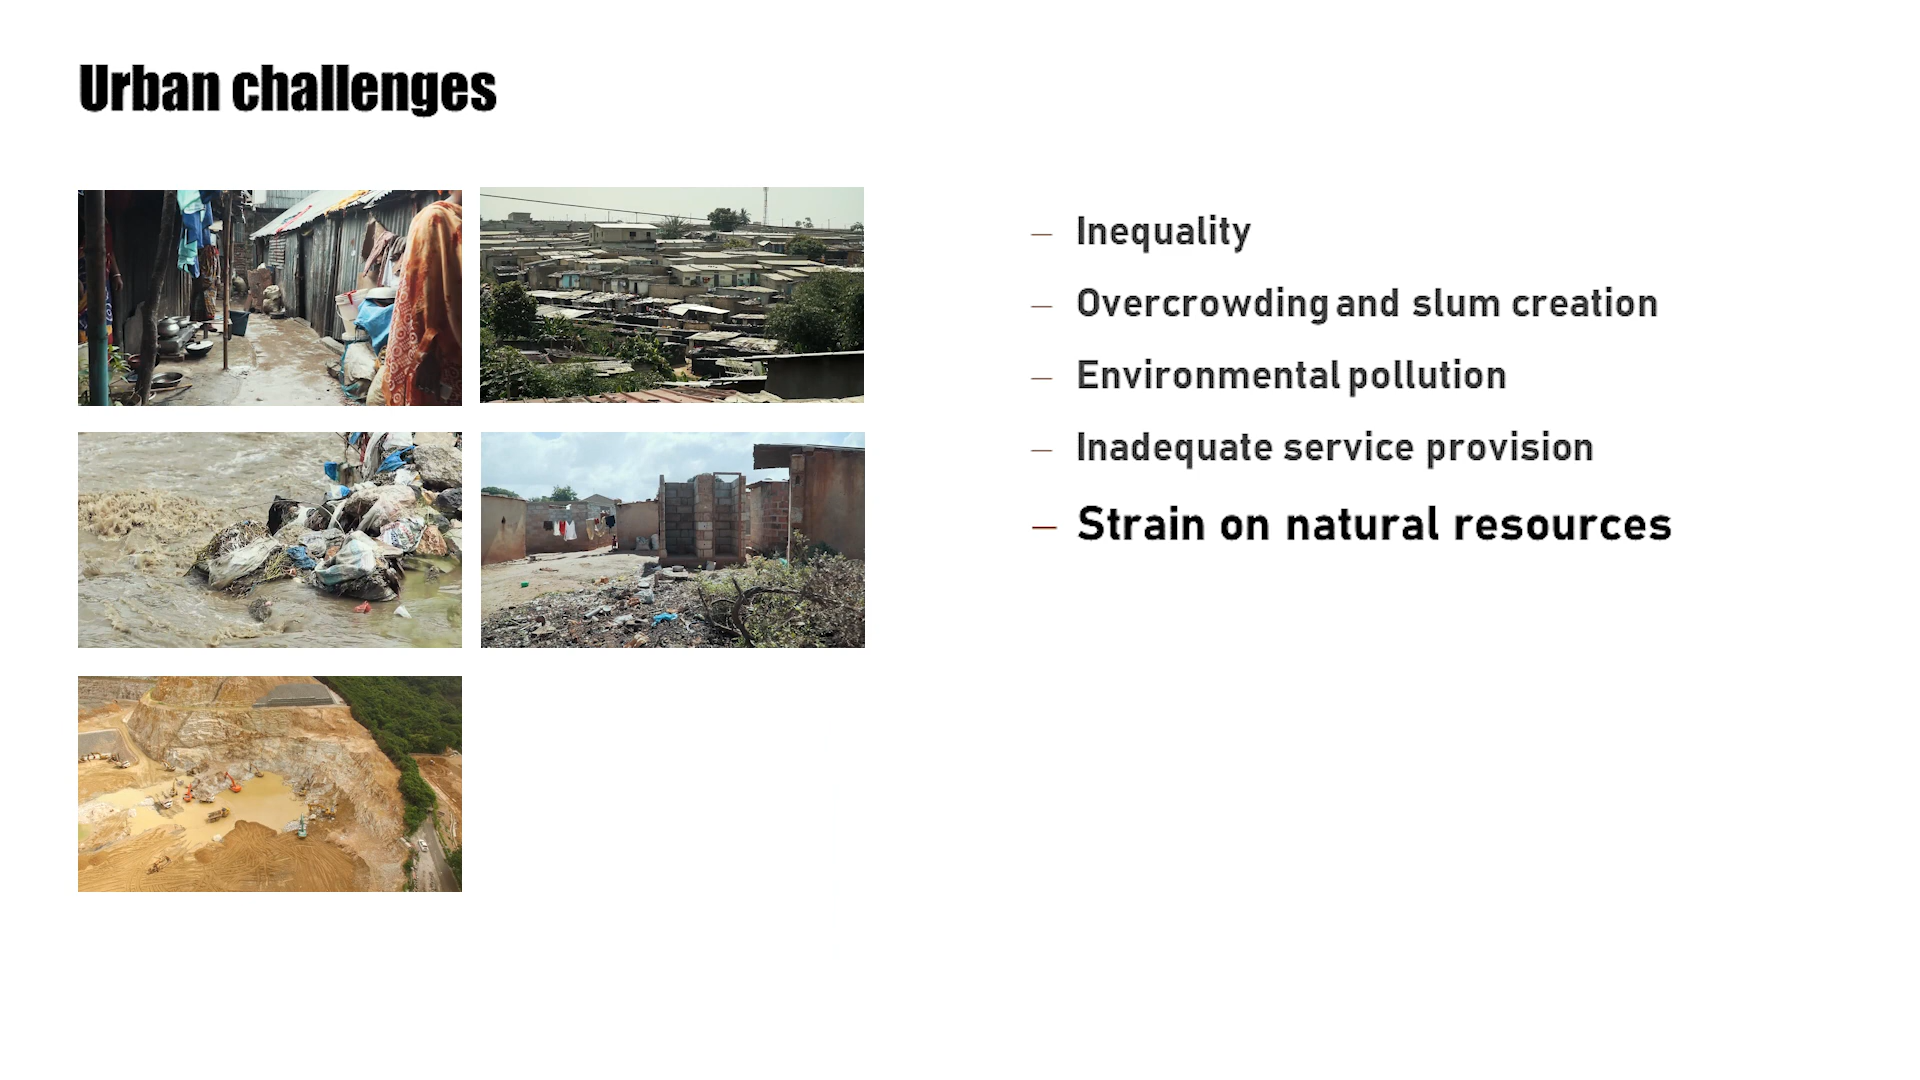 Urban challenges
– Inequality
– Overcrowding and slum creation
– Environmental pollution
– Inadequate service provision
– Strain on natural resources